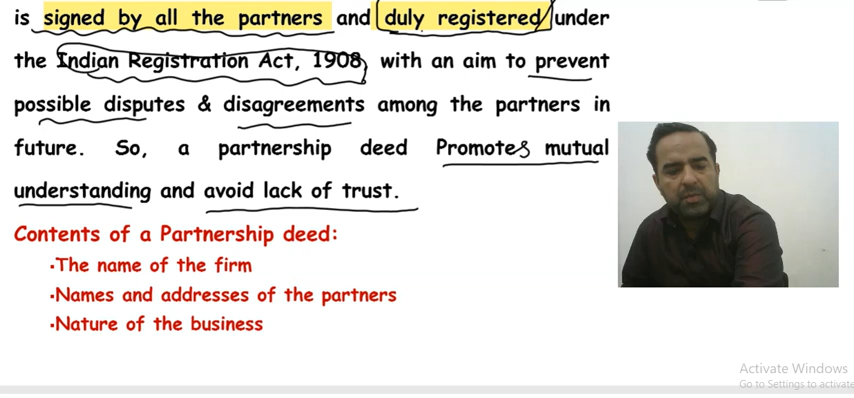 is signed by all the partners and duly registered under
the Indian Registration Act, 1908, with an aim to prevent
possible disputes & disagreements among the partners in
future. So, a partnership deed Promotes mutual
understanding and avoid lack of trust.
Contents of a Partnership deed:
•The name of the firm
•Names and addresses of the partners
•Nature of the business
Activate Windows
Go to Settings to activate